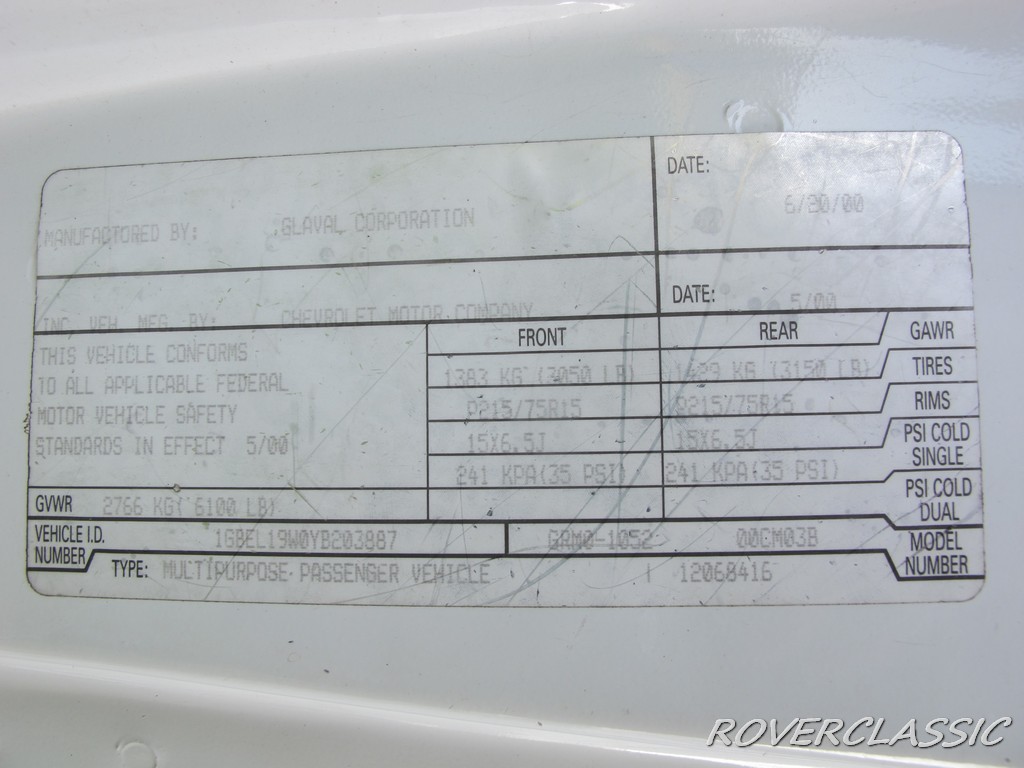 MANUFACTORED BY: GLAVAL CORPORATION DATE: 6/20/00
INC. VEH. MFG. BY: CHEVROLET MOTOR COMPANY DATE: 5/00
THIS VEHICLE CONFORMS
TO ALL APPLICABLE FEDERAL
MOTOR VEHICLE SAFETY
STANDARDS IN EFFECT 5/00
FRONT REAR GAWR
1383 KG (3050 LB) 1429 KG (3150 LB) TIRES
P215/75R15 P215/75R15 RIMS
15X6.5J 15X6.5J PSI COLD SINGLE
241 KPA(35 PSI) 241 KPA(35 PSI) PSI COLD DUAL
GVWR 2766 KG( 6100 LB)
VEHICLE I.D. NUMBER 1GBEL19W0YB203887 GRM0-1052 00CM03B MODEL NUMBER
TYPE: MULTIPURPOSE PASSENGER VEHICLE 12068416
ROVERCLASSIC